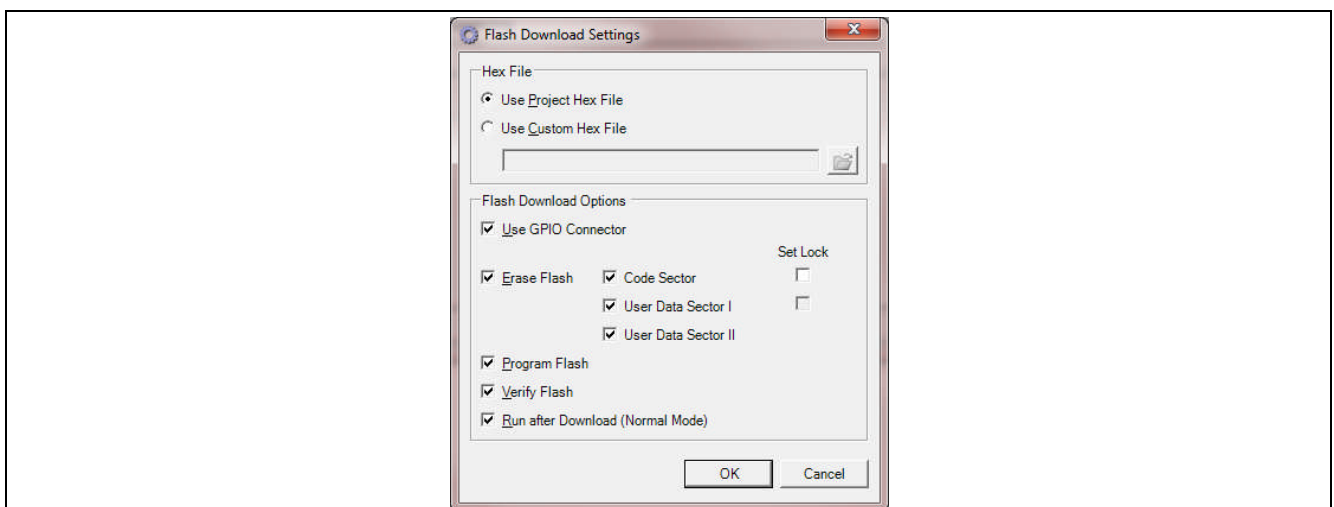 Flash Download Settings
Hex File
Use Project Hex File
Use Custom Hex File
Flash Download Options
Use GPIO Connector
Set Lock
Erase Flash Code Sector
User Data Sector I
User Data Sector II
Program Flash
Verify Flash
Run after Download (Normal Mode)
OK Cancel